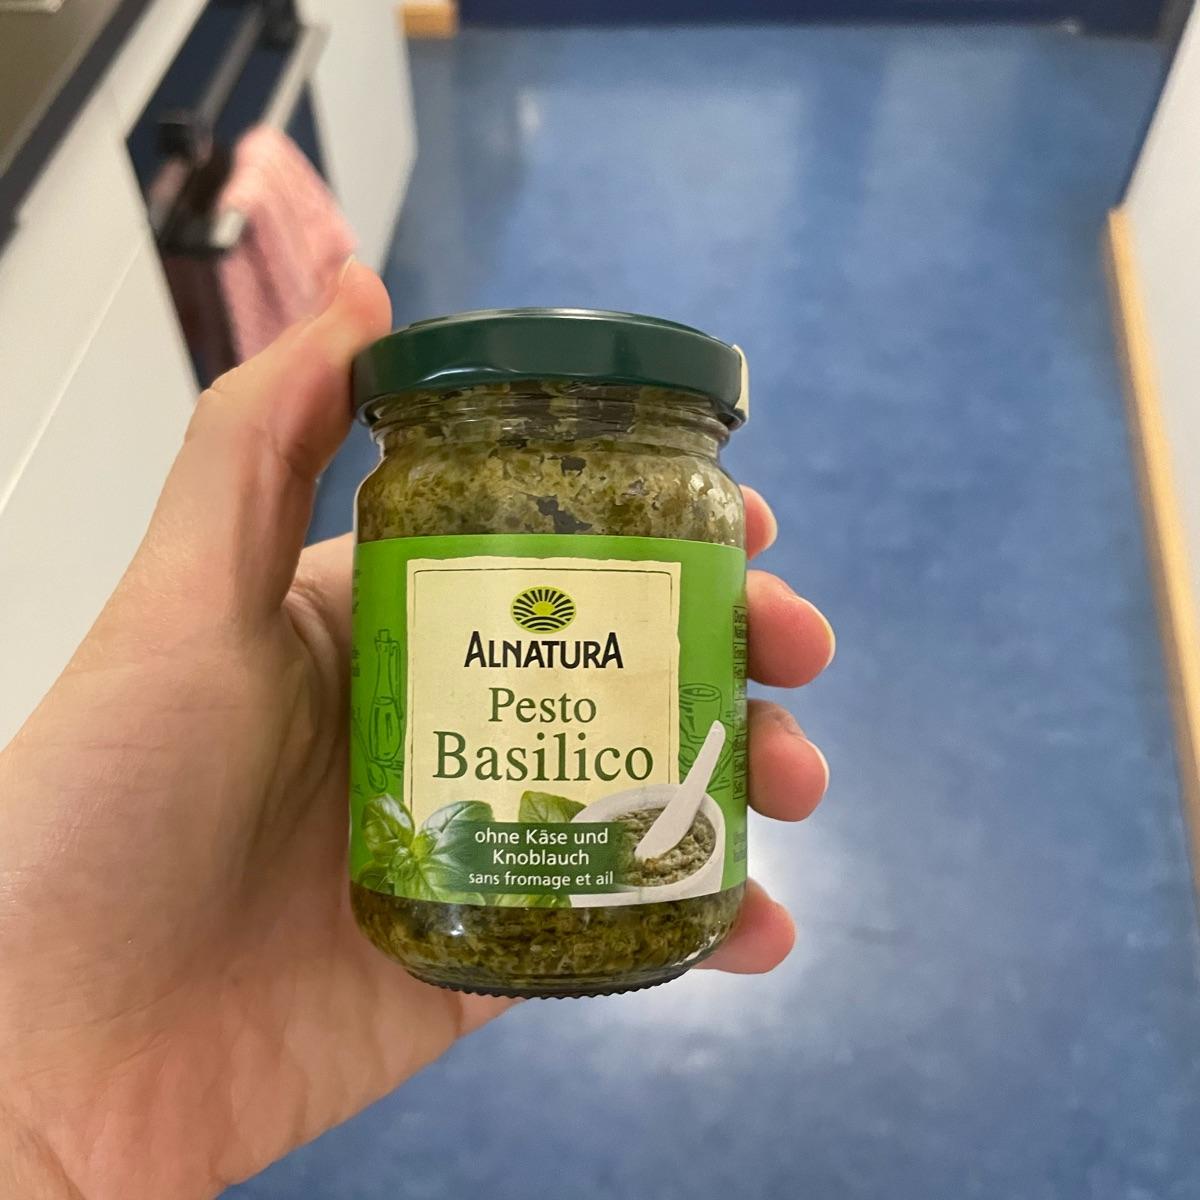 ALNATURA
Pesto
Basilico
ohne Käse und
Knoblauch
sans fromage et ail